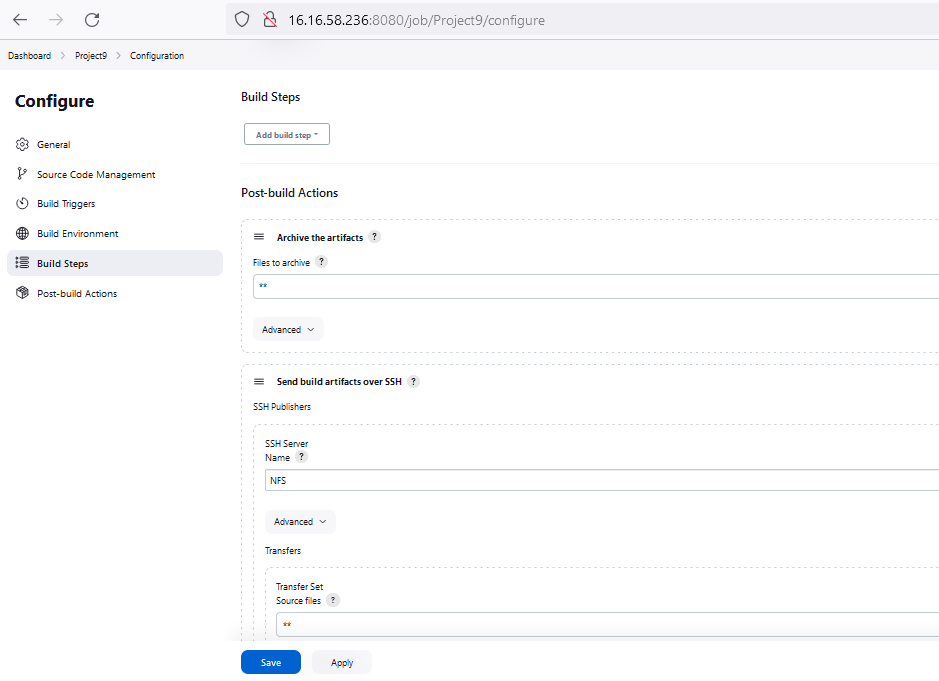 16.16.58.236:8080/job/Project9/configure
Dashboard > Project9 > Configuration
Configure
General
Source Code Management
Build Triggers
Build Environment
Build Steps
Post-build Actions
Build Steps
Add build step
Post-build Actions
Archive the artifacts ?
Files to archive ?
**
Advanced
Send build artifacts over SSH ?
SSH Publishers
SSH Server
Name ?
NFS
Advanced
Transfers
Transfer Set
Source files ?
**
Save
Apply